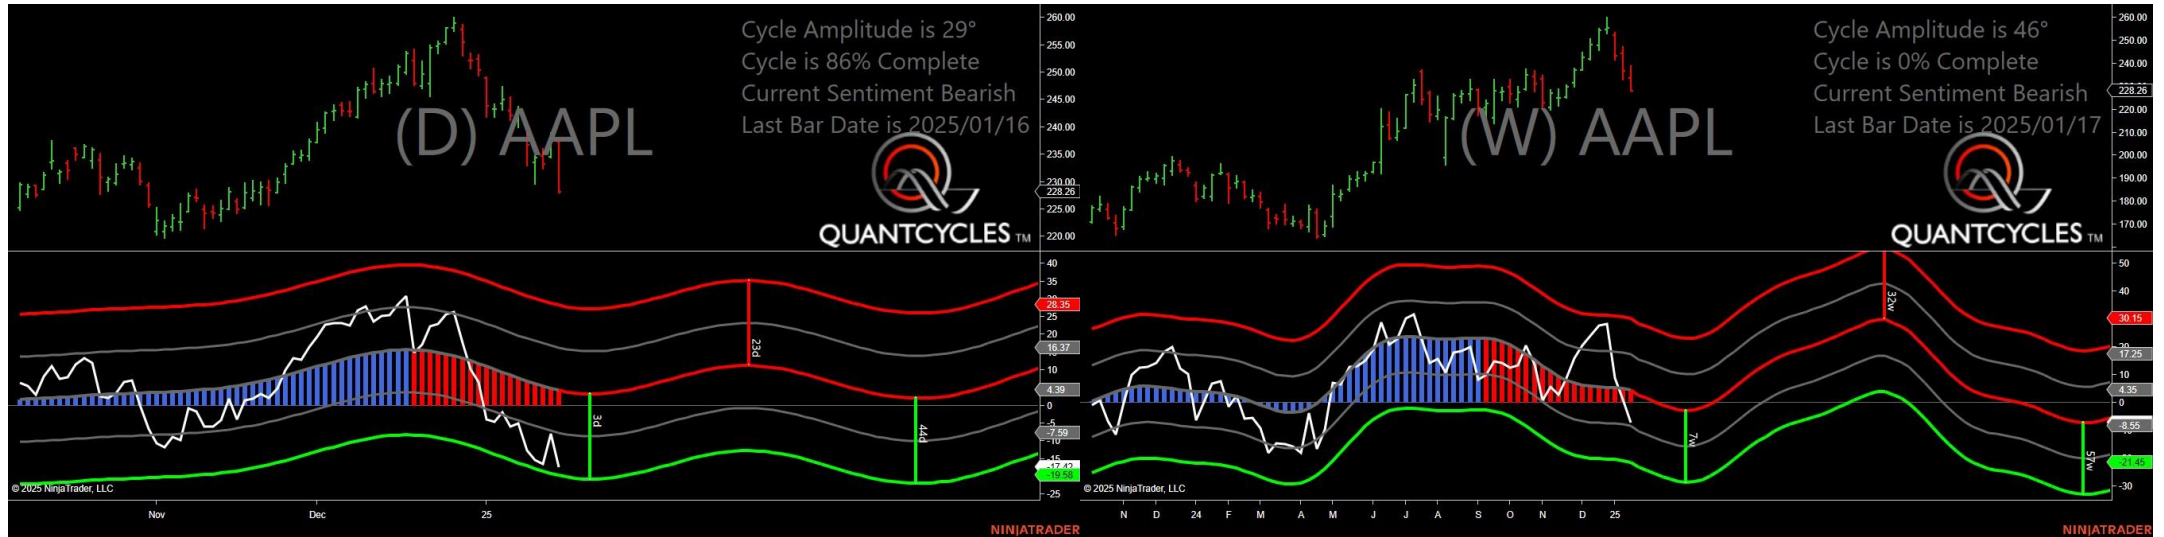 Cycle Amplitude is 29°
Cycle is 86% Complete
Current Sentiment Bearish
Last Bar Date is 2025/01/16
(D) AAPL
QUANTCYCLES TM
260.00
255.00
250.00
245.00
240.00
235.00
230.00
228.26
225.00
220.00
40
35
28.35
25
20
16.37
10
4.39
0
-5
-7.59
-10
-15
-17.42
-19.58
-25
3d
23d
44d
© 2025 NinjaTrader, LLC
Nov
Dec
25
NINJATRADER
Cycle Amplitude is 46°
Cycle is 0% Complete
Current Sentiment Bearish
Last Bar Date is 2025/01/17
(W) AAPL
QUANTCYCLES TM
260.00
250.00
240.00
228.26
220.00
210.00
200.00
190.00
180.00
170.00
50
40
30.15
17.25
10
4.35
0
-8.55
-21.45
-30
7w
32w
57w
© 2025 NinjaTrader, LLC
N D 24 F M A M J J A S O N D 25
NINJATRADER